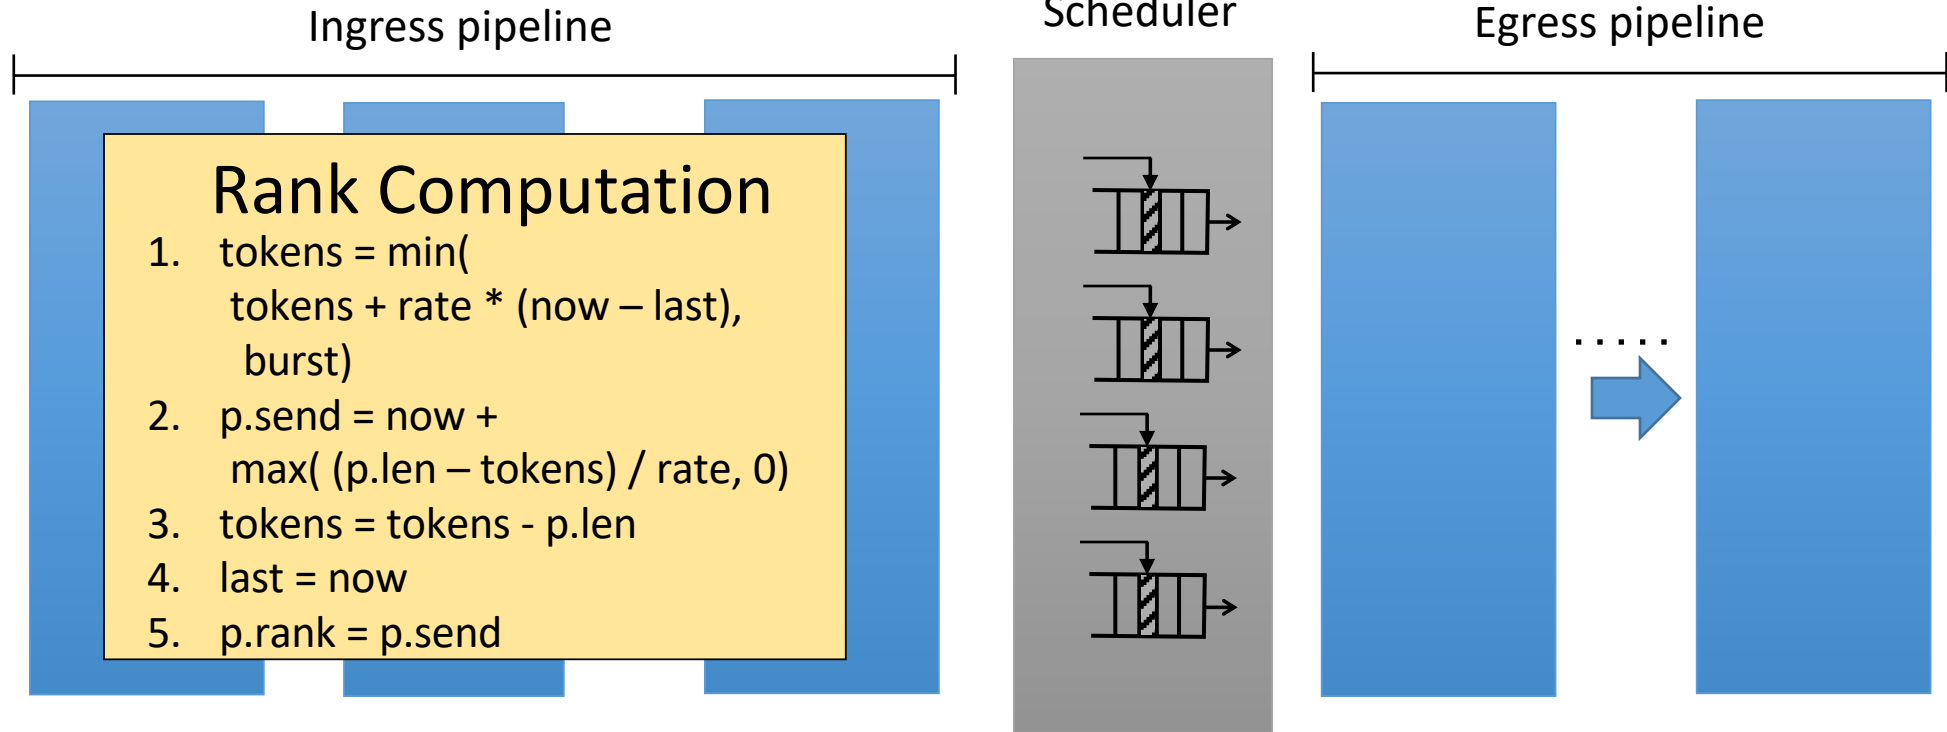 Ingress pipeline
Scheduler
Egress pipeline
Rank Computation
1. tokens = min(
tokens + rate * (now – last),
burst)
2. p.send = now +
max( (p.len – tokens) / rate, 0)
3. tokens = tokens - p.len
4. last = now
5. p.rank = p.send
.....